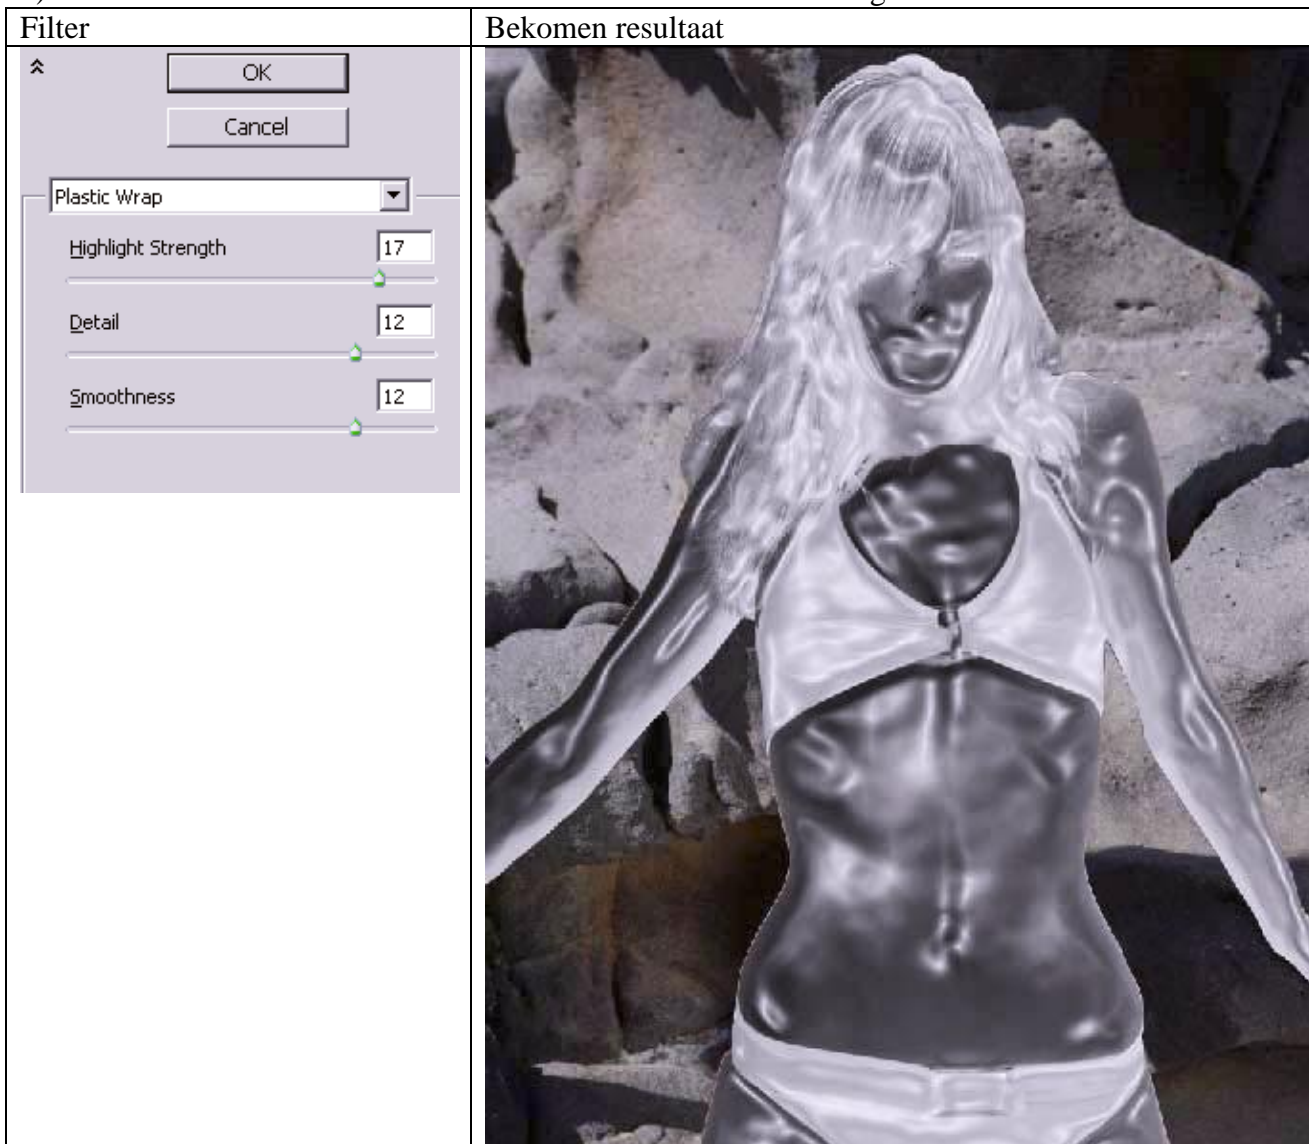 Filter
Bekomen resultaat
OK
Cancel
Plastic Wrap
Highlight Strength 17
Detail 12
Smoothness 12